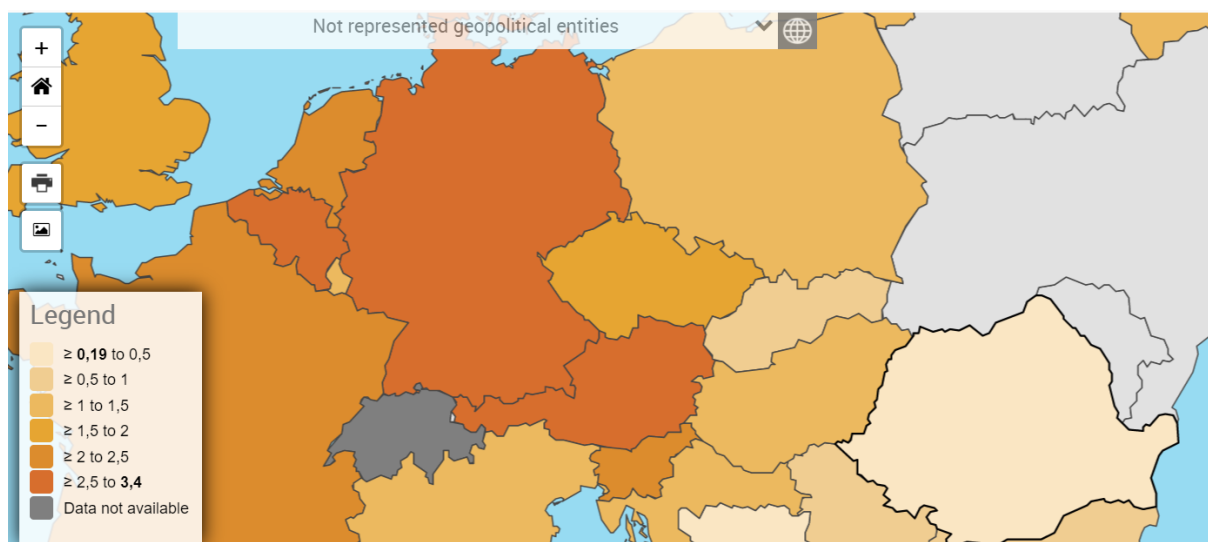 Not represented geopolitical entities
+
−
Legend
≥ 0,19 to 0,5
≥ 0,5 to 1
≥ 1 to 1,5
≥ 1,5 to 2
≥ 2 to 2,5
≥ 2,5 to 3,4
Data not available